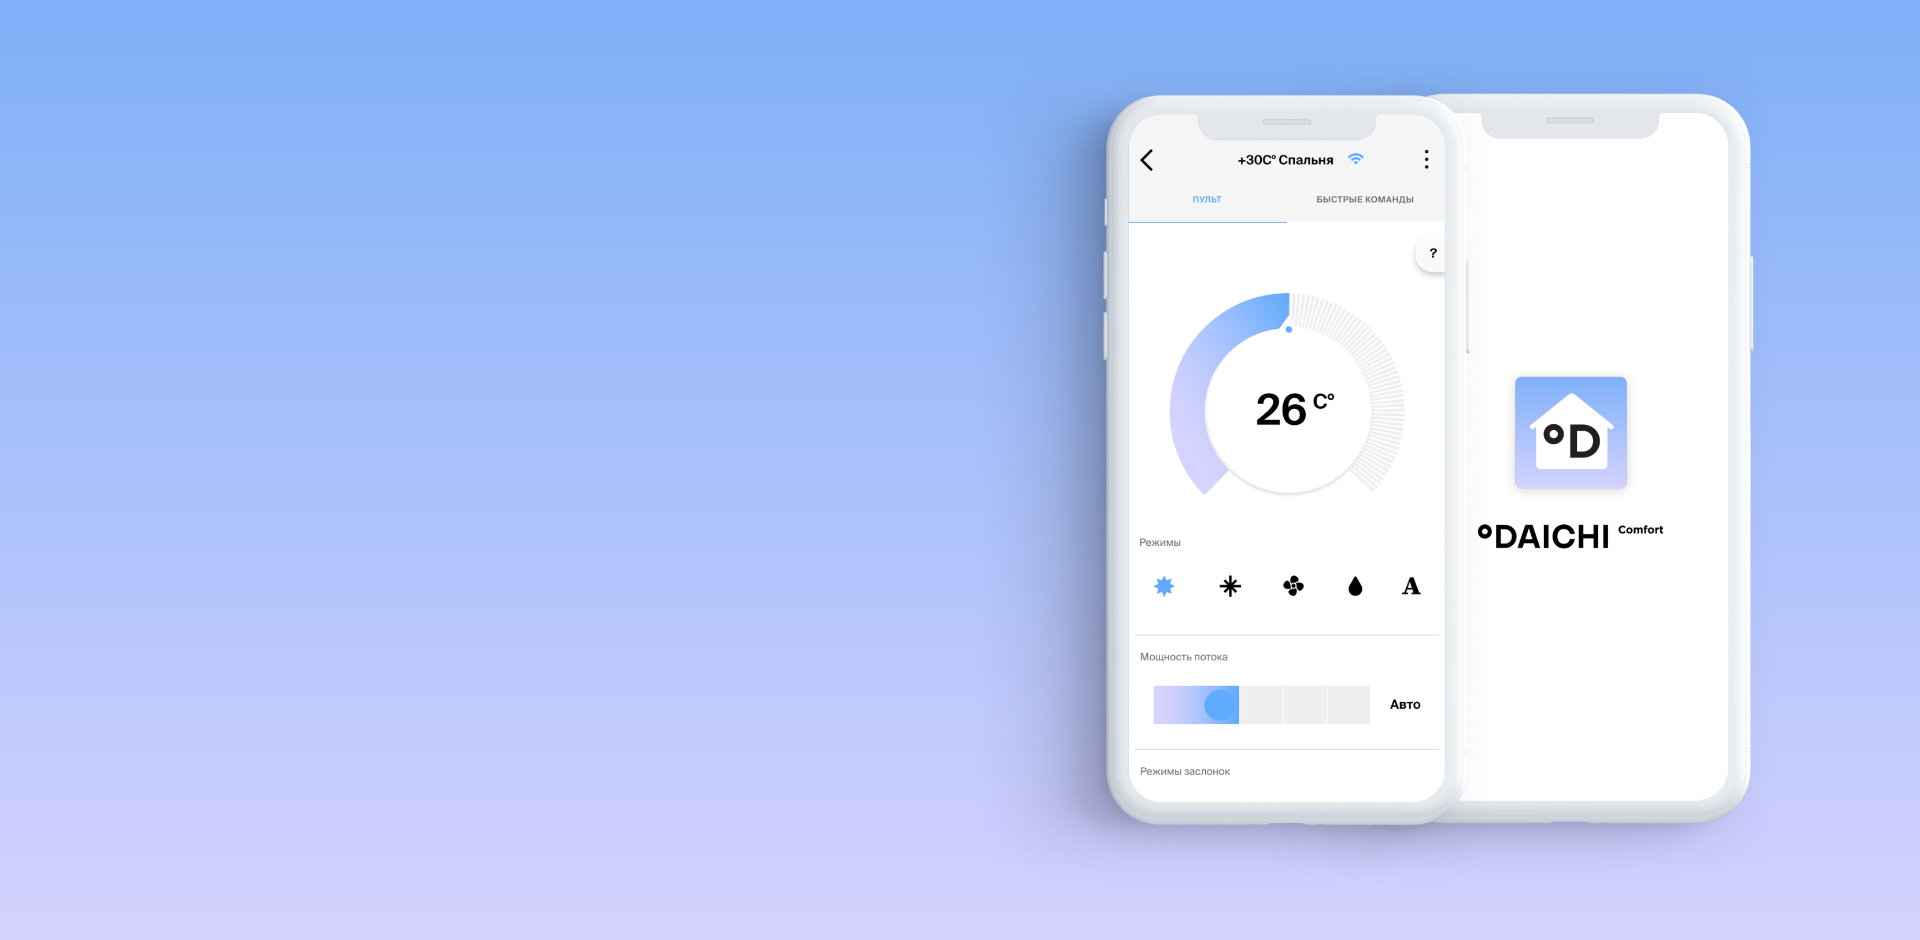 +30C° Спальня
ПУЛЬТ
БЫСТРЫЕ КОМАНДЫ
?
26 C°
Режимы
A
Мощность потока
Авто
Режимы заслонок
°D
°DAICHI Comfort